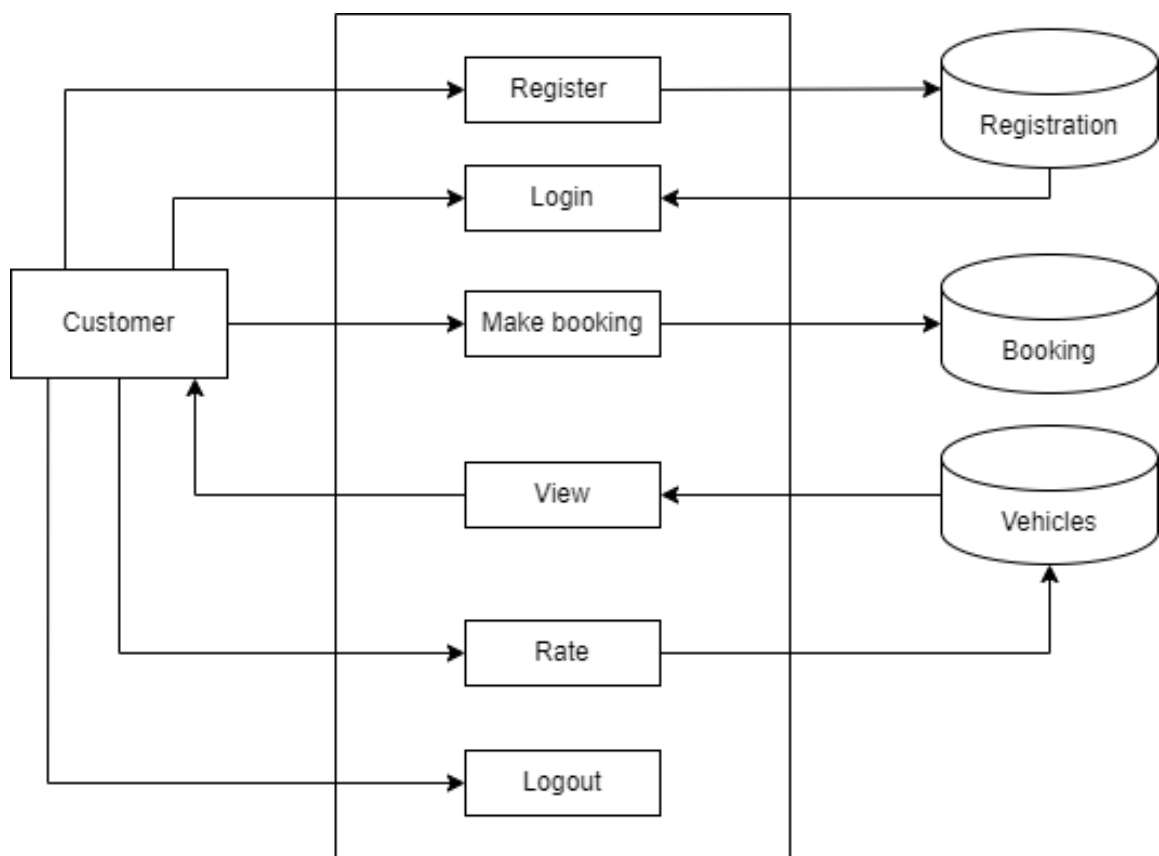 Register
Registration
Login
Customer
Make booking
Booking
View
Vehicles
Rate
Logout